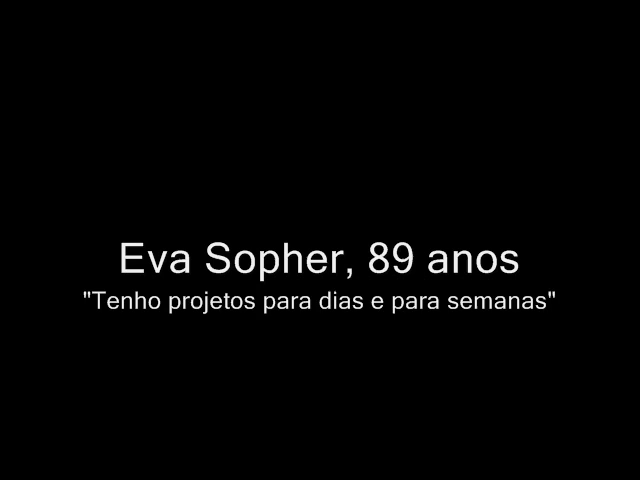 Eva Sopher, 89 anos
"Tenho projetos para dias e para semanas"